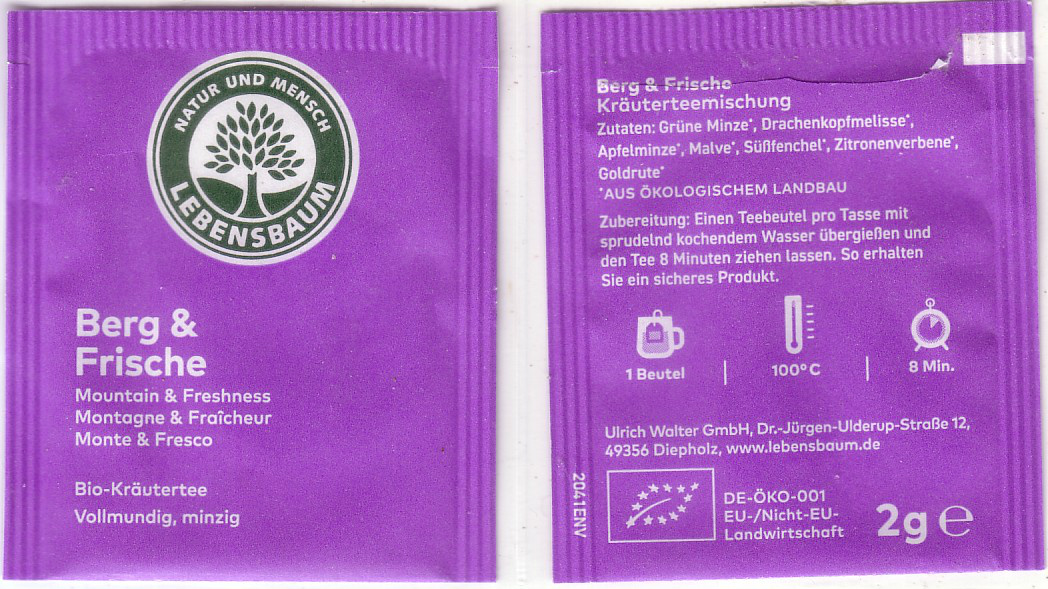 NATUR UND MENSCH
LEBENSBAUM
Berg &
Frische
Mountain & Freshness
Montagne & Fraîcheur
Monte & Fresco
Bio-Kräutertee
Vollmundig, minzig
Berg & Frische
Kräuterteemischung
Zutaten: Grüne Minze*, Drachenkopfmelisse*,
Apfelminze*, Malve*, Süßfenchel*, Zitronenverbene*,
Goldrute*
*AUS ÖKOLOGISCHEM LANDBAU
Zubereitung: Einen Teebeutel pro Tasse mit
sprudelnd kochendem Wasser übergießen und
den Tee 8 Minuten ziehen lassen. So erhalten
Sie ein sicheres Produkt.
1 Beutel
100°C
8 Min.
Ulrich Walter GmbH, Dr.-Jürgen-Ulderup-Straße 12,
49356 Diepholz, www.lebensbaum.de
2041ENV
DE-ÖKO-001
EU-/Nicht-EU-
Landwirtschaft
2g ℮